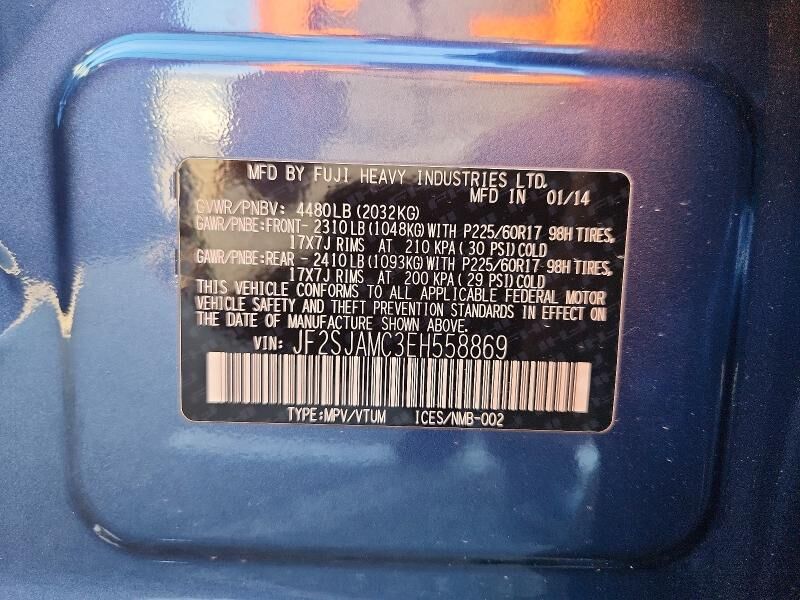 MFD BY FUJI HEAVY INDUSTRIES LTD.
MFD IN 01/14
GVWR/PNBV: 4480LB(2032KG)
GAWR/PNBE:FRONT- 2310LB(1048KG)WITH P225/60R17 98H TIRES,
17X7J RIMS AT 210 KPA(30 PSI)COLD
GAWR/PNBE:REAR - 2410LB(1093KG)WITH P225/60R17 98H TIRES,
17X7J RIMS AT 200 KPA(29 PSI)COLD
THIS VEHICLE CONFORMS TO ALL APPLICABLE FEDERAL MOTOR
VEHICLE SAFETY AND THEFT PREVENTION STANDARDS IN EFFECT ON
THE DATE OF MANUFACTURE SHOWN ABOVE.
VIN: JF2SJAMC3EH558869
TYPE:MPV/VTUM ICES/NMB-002